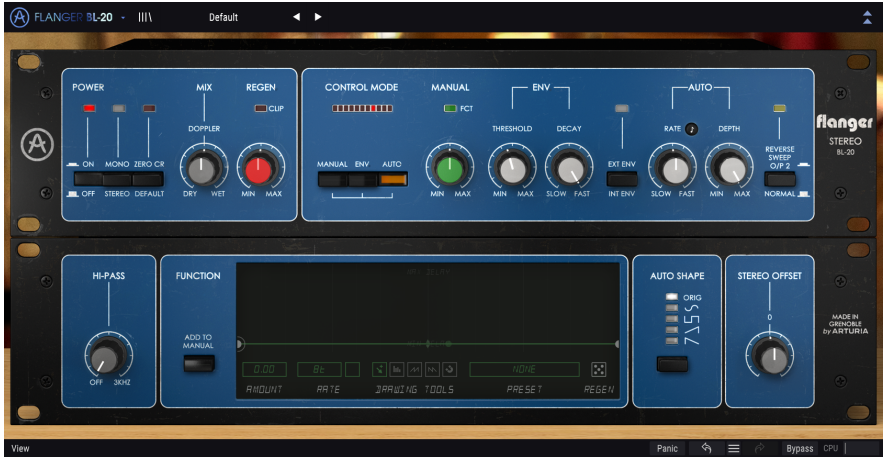 FLANGER BL-20
Default
POWER
MIX
REGEN
CLIP
DOPPLER
ON
MONO
ZERO CR
OFF
STEREO
DEFAULT
DRY
WET
MIN
MAX
CONTROL MODE
MANUAL
ENV
AUTO
FCT
THRESHOLD
DECAY
RATE
DEPTH
MANUAL
ENV
AUTO
MIN
MAX
MIN
MAX
SLOW
FAST
EXT ENV
INT ENV
SLOW
FAST
MIN
MAX
REVERSE
SWEEP
O/P 2
NORMAL
flanger
STEREO
BL-20
HI-PASS
OFF
3KHZ
FUNCTION
ADD TO
MANUAL
0.00
8t
NONE
AMOUNT
RATE
DRAWING TOOLS
PRESET
REGEN
AUTO SHAPE
ORIG
STEREO OFFSET
0
MADE IN
GRENOBLE
by ARTURIA
View
Panic
Bypass
CPU